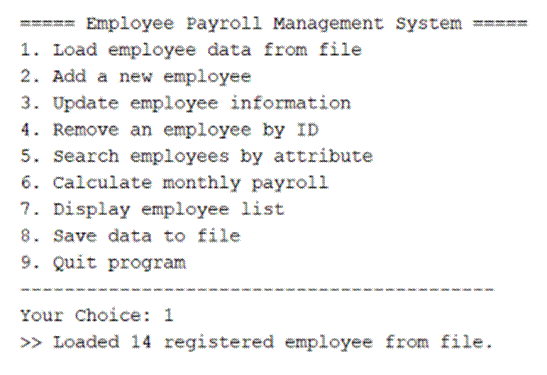 ===== Employee Payroll Management System =====
1. Load employee data from file
2. Add a new employee
3. Update employee information
4. Remove an employee by ID
5. Search employees by attribute
6. Calculate monthly payroll
7. Display employee list
8. Save data to file
9. Quit program
-------------------------------------------
Your Choice: 1
>> Loaded 14 registered employee from file.